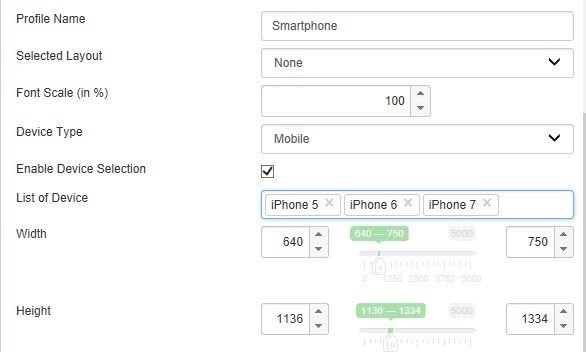 Profile Name Smartphone
Selected Layout None
Font Scale (in %) 100
Device Type Mobile
Enable Device Selection
List of Device iPhone 5 × iPhone 6 × iPhone 7 ×
Width 640 640 — 750 5000 750
0 1250 2500 3750 5000
Height 1136 1136 — 1334 5000 1334